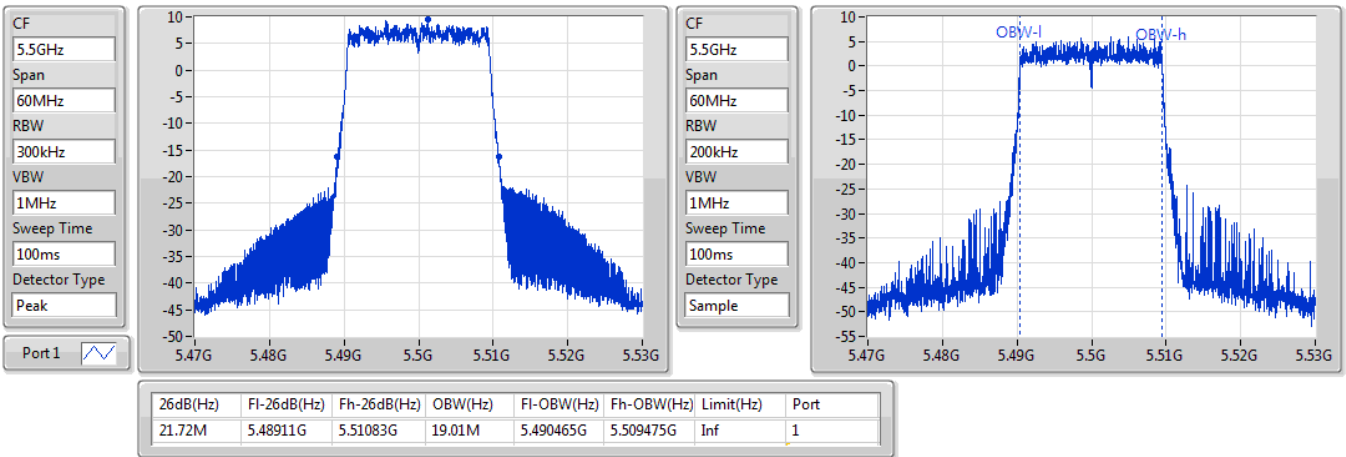 CF
5.5GHz
Span
60MHz
RBW
300kHz
VBW
1MHz
Sweep Time
100ms
Detector Type
Peak
Port 1
10
5
0
-5
-10
-15
-20
-25
-30
-35
-40
-45
-50
5.47G 5.48G 5.49G 5.5G 5.51G 5.52G 5.53G
CF
5.5GHz
Span
60MHz
RBW
200kHz
VBW
1MHz
Sweep Time
100ms
Detector Type
Sample
OBW-l OBW-h
10
5
0
-5
-10
-15
-20
-25
-30
-35
-40
-45
-50
-55
5.47G 5.48G 5.49G 5.5G 5.51G 5.52G 5.53G
26dB(Hz) Fl-26dB(Hz) Fh-26dB(Hz) OBW(Hz) Fl-OBW(Hz) Fh-OBW(Hz) Limit(Hz) Port
21.72M 5.48911G 5.51083G 19.01M 5.490465G 5.509475G Inf 1